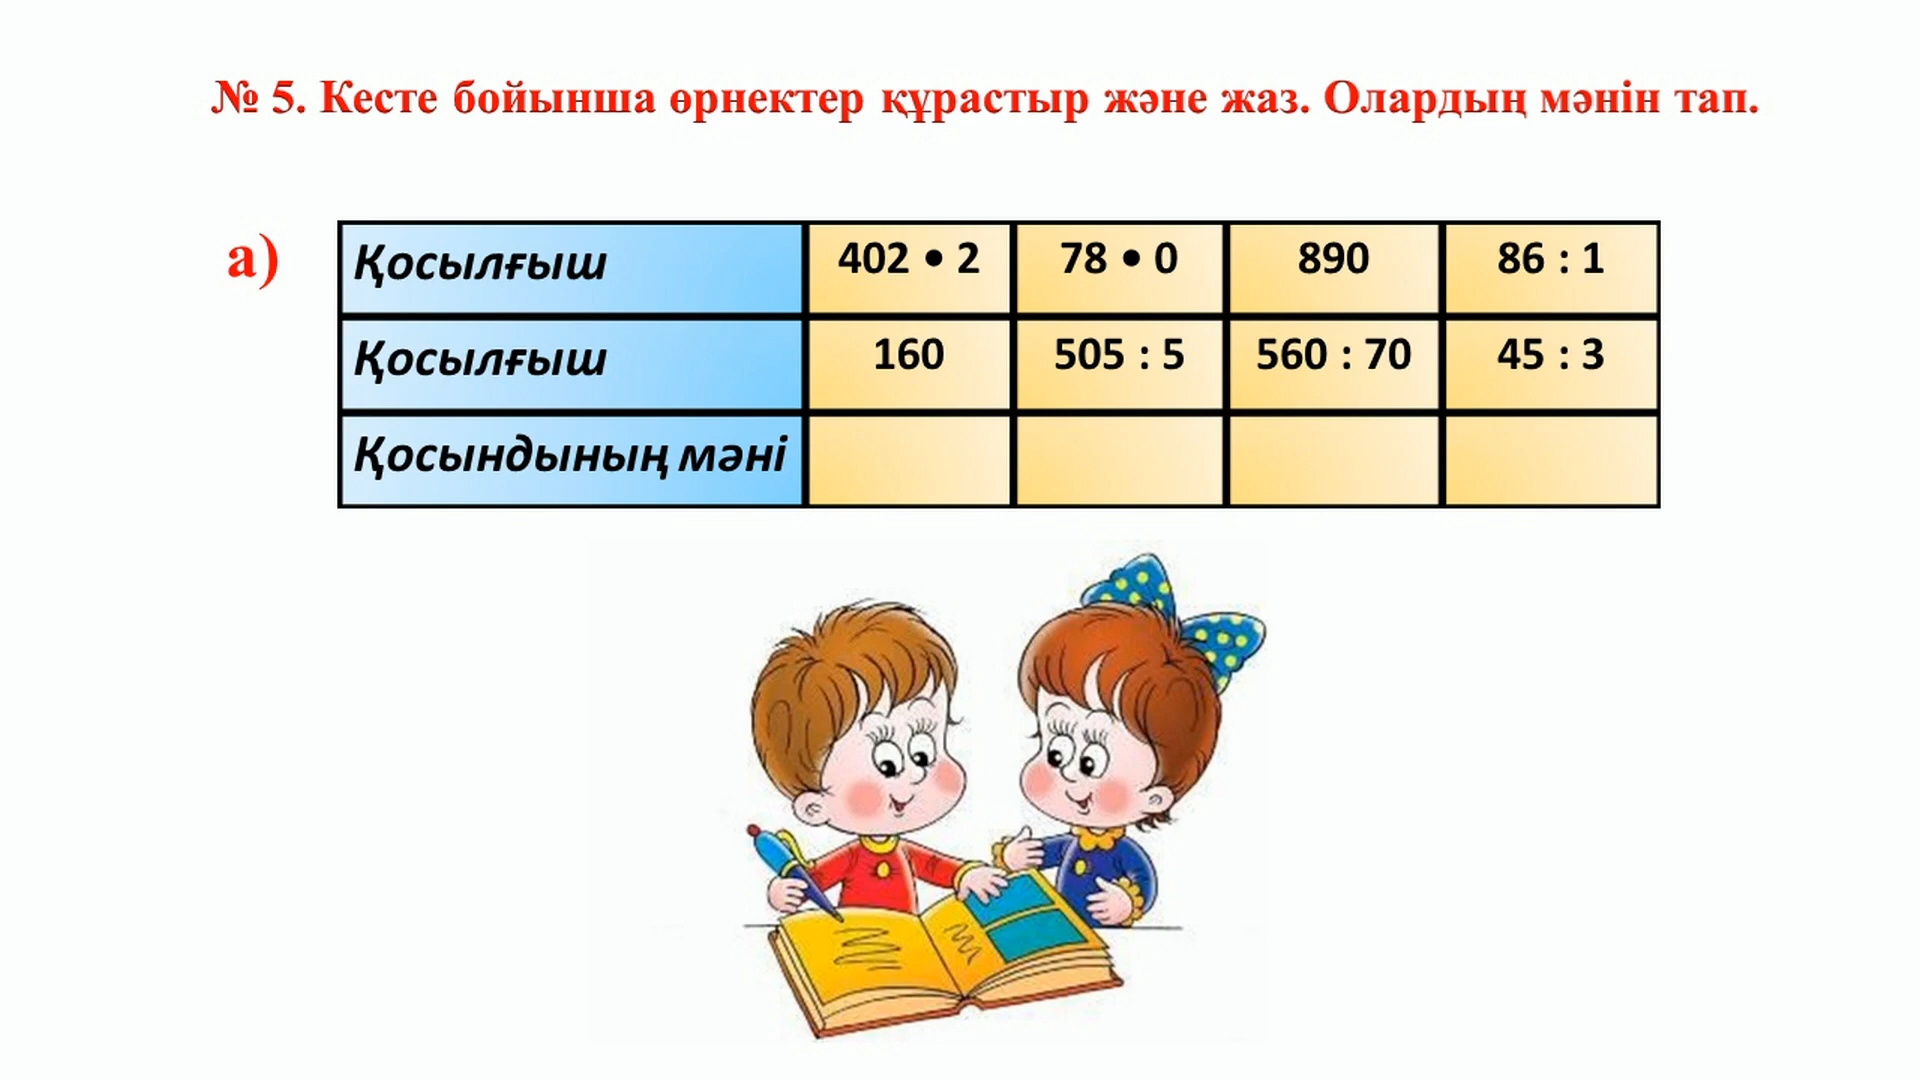 № 5. Кесте бойынша өрнектер құрастыр және жаз. Олардың мәнін тап.
а)
Қосылғыш 402 • 2 78 • 0 890 86 : 1
Қосылғыш 160 505 : 5 560 : 70 45 : 3
Қосындының мәні